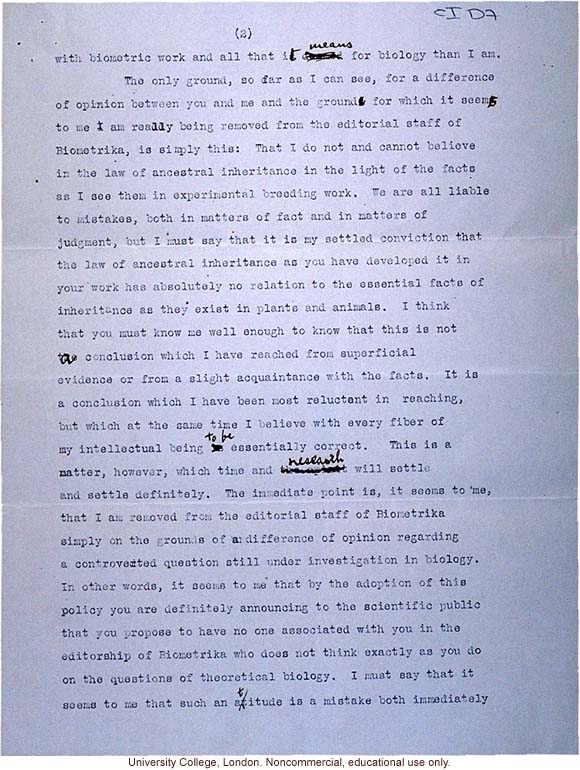 CI D7
(2)
with biometric work and all that it means for biology than I am.
The only ground, so far as I can see, for a difference
of opinion between you and me and the ground for which it seems
to me I am really being removed from the editorial staff of
Biometrika, is simply this: That I do not and cannot believe
in the law of ancestral inheritance in the light of the facts
as I see them in experimental breeding work. We are all liable
to mistakes, both in matters of fact and in matters of
judgment, but I must say that it is my settled conviction that
the law of ancestral inheritance as you have developed it in
your work has absolutely no relation to the essential facts of
inheritance as they exist in plants and animals. I think
that you must know me well enough to know that this is not
a conclusion which I have reached from superficial
evidence or from a slight acquaintance with the facts. It is
a conclusion which I have been most reluctent in reaching,
but which at the same time I believe with every fiber of
my intellectual being to be essentially correct. This is a
matter, however, which time and research will settle
and settle definitely. The immediate point is, it seems to me,
that I am removed from the editorial staff of Biometrika
simply on the grounds of a difference of opinion regarding
a controverted question still under investigation in biology.
In other words, it seems to me that by the adoption of this
policy you are definitely announcing to the scientific public
that you propose to have no one associated with you in the
editorship of Biometrika who does not think exactly as you do
on the questions of theoretical biology. I must say that it
seems to me that such an attitude is a mistake both immediately
University College, London. Noncommercial, educational use only.